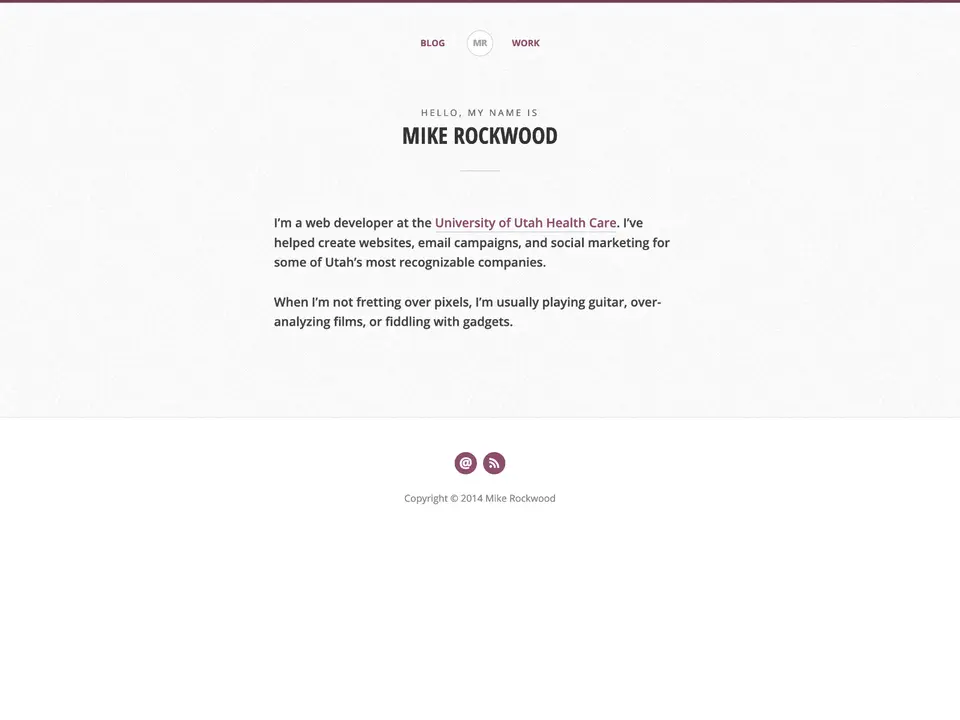 BLOG MR WORK
HELLO, MY NAME IS
MIKE ROCKWOOD
I’m a web developer at the University of Utah Health Care. I’ve
helped create websites, email campaigns, and social marketing for
some of Utah’s most recognizable companies.
When I’m not fretting over pixels, I’m usually playing guitar, over-
analyzing films, or fiddling with gadgets.
@
Copyright © 2014 Mike Rockwood